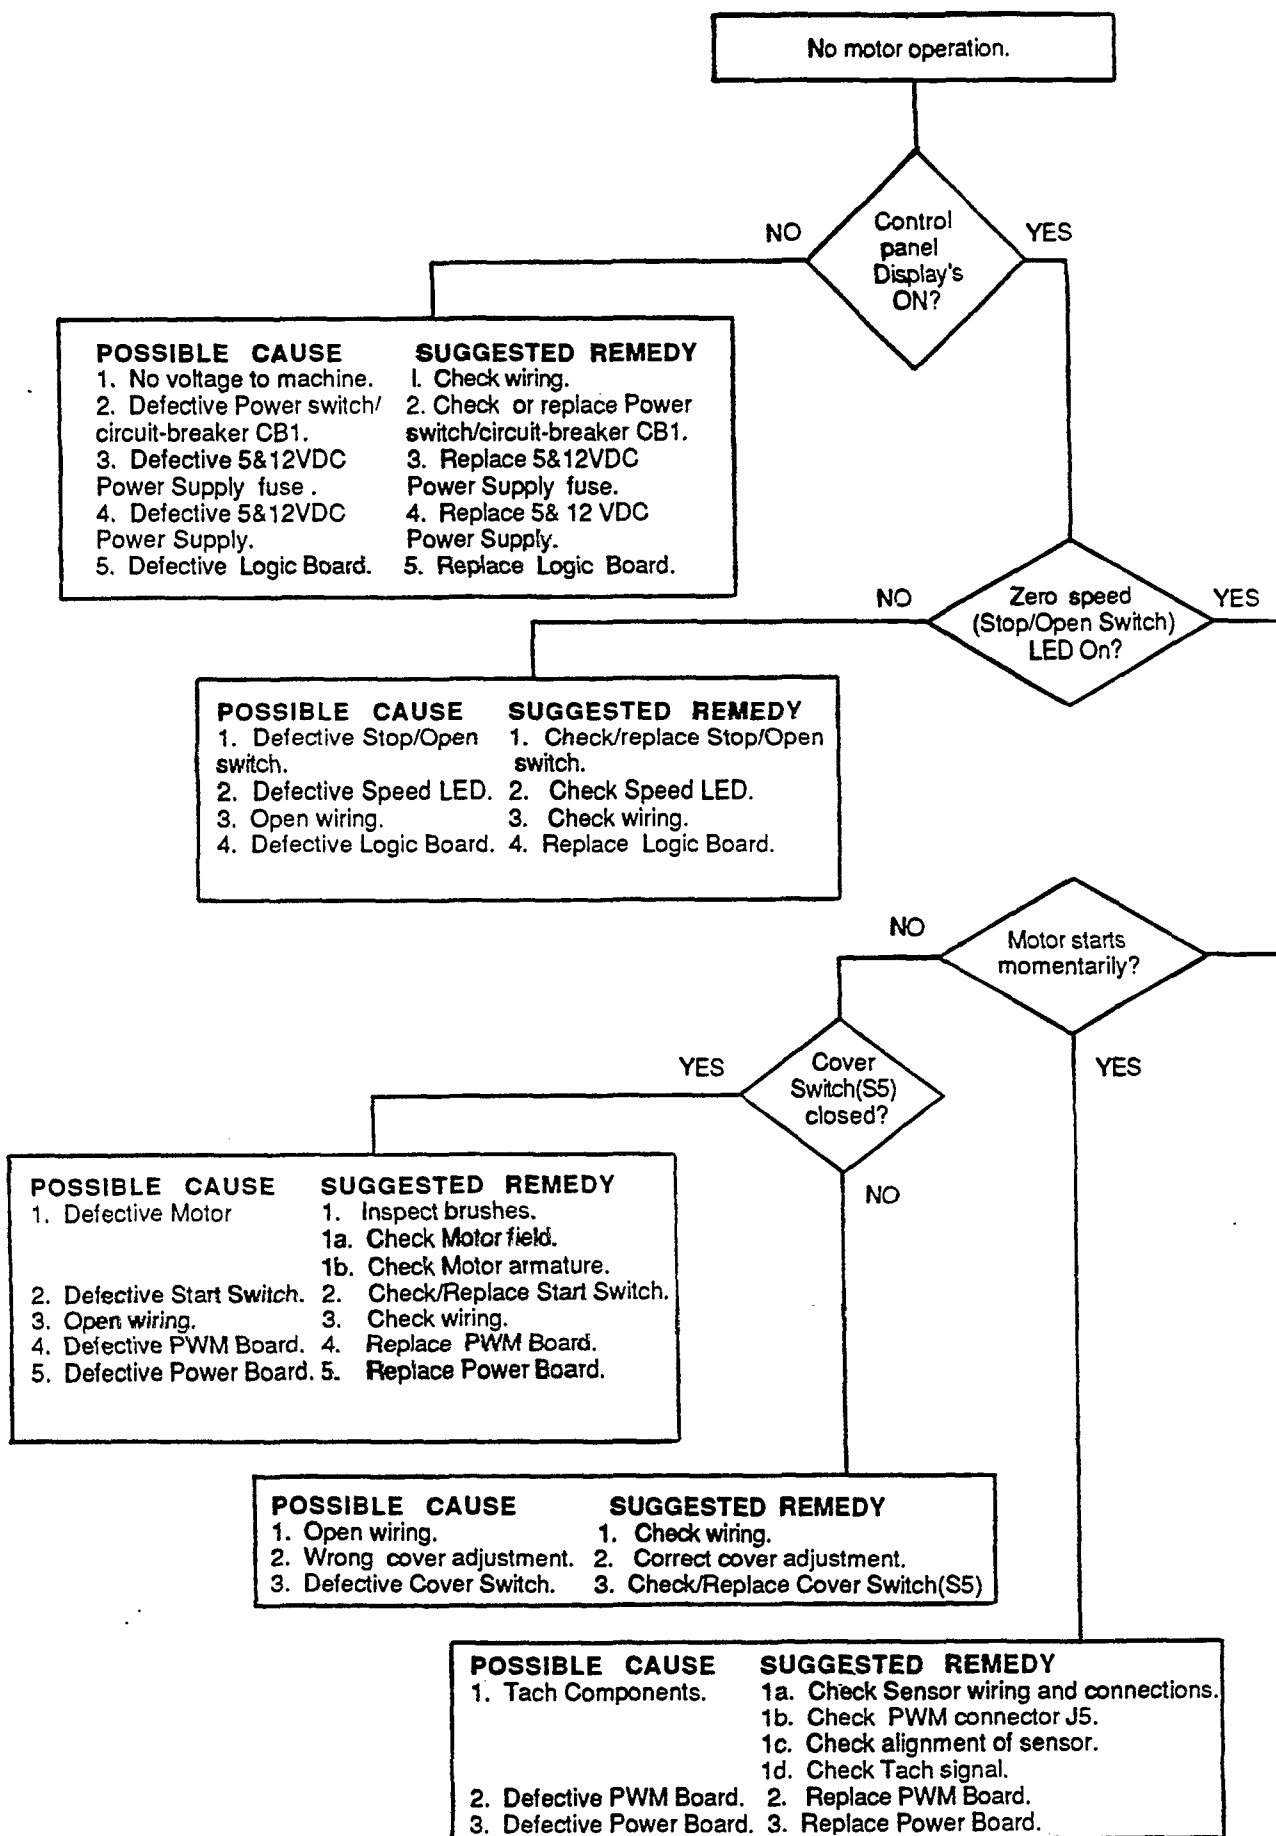 No motor operation.
Control
panel
Display's
ON?
NO
YES
POSSIBLE CAUSE SUGGESTED REMEDY
1. No voltage to machine. I. Check wiring.
2. Defective Power switch/ 2. Check or replace Power
circuit-breaker CB1. switch/circuit-breaker CB1.
3. Defective 5&12VDC 3. Replace 5&12VDC
Power Supply fuse . Power Supply fuse.
4. Defective 5&12VDC 4. Replace 5& 12 VDC
Power Supply. Power Supply.
5. Defective Logic Board. 5. Replace Logic Board.
NO
Zero speed
(Stop/Open Switch)
LED On?
YES
POSSIBLE CAUSE SUGGESTED REMEDY
1. Defective Stop/Open 1. Check/replace Stop/Open
switch. switch.
2. Defective Speed LED. 2. Check Speed LED.
3. Open wiring. 3. Check wiring.
4. Defective Logic Board. 4. Replace Logic Board.
NO
Motor starts
momentarily?
YES
YES
Cover
Switch(S5)
closed?
NO
POSSIBLE CAUSE SUGGESTED REMEDY
1. Defective Motor 1. Inspect brushes.
1a. Check Motor field.
1b. Check Motor armature.
2. Defective Start Switch. 2. Check/Replace Start Switch.
3. Open wiring. 3. Check wiring.
4. Defective PWM Board. 4. Replace PWM Board.
5. Defective Power Board. 5. Replace Power Board.
POSSIBLE CAUSE SUGGESTED REMEDY
1. Open wiring. 1. Check wiring.
2. Wrong cover adjustment. 2. Correct cover adjustment.
3. Defective Cover Switch. 3. Check/Replace Cover Switch(S5)
POSSIBLE CAUSE SUGGESTED REMEDY
1. Tach Components. 1a. Check Sensor wiring and connections.
1b. Check PWM connector J5.
1c. Check alignment of sensor.
1d. Check Tach signal.
2. Defective PWM Board. 2. Replace PWM Board.
3. Defective Power Board. 3. Replace Power Board.